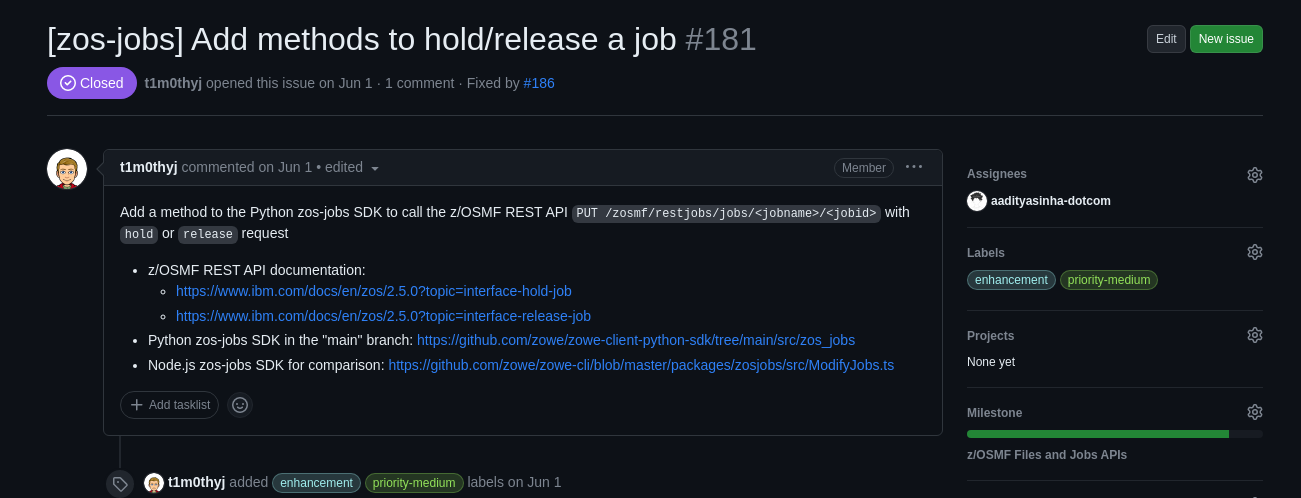 [zos-jobs] Add methods to hold/release a job #181
Edit
New issue
Closed
t1m0thyj opened this issue on Jun 1 · 1 comment · Fixed by #186
t1m0thyj commented on Jun 1 • edited
Member
Add a method to the Python zos-jobs SDK to call the z/OSMF REST API PUT /zosmf/restjobs/jobs/<jobname>/<jobid> with
hold or release request
• z/OSMF REST API documentation:
◦ https://www.ibm.com/docs/en/zos/2.5.0?topic=interface-hold-job
◦ https://www.ibm.com/docs/en/zos/2.5.0?topic=interface-release-job
• Python zos-jobs SDK in the "main" branch: https://github.com/zowe/zowe-client-python-sdk/tree/main/src/zos_jobs
• Node.js zos-jobs SDK for comparison: https://github.com/zowe/zowe-cli/blob/master/packages/zosjobs/src/ModifyJobs.ts
Add tasklist
t1m0thyj added enhancement priority-medium labels on Jun 1
Assignees
aadityasinha-dotcom
Labels
enhancement priority-medium
Projects
None yet
Milestone
z/OSMF Files and Jobs APIs